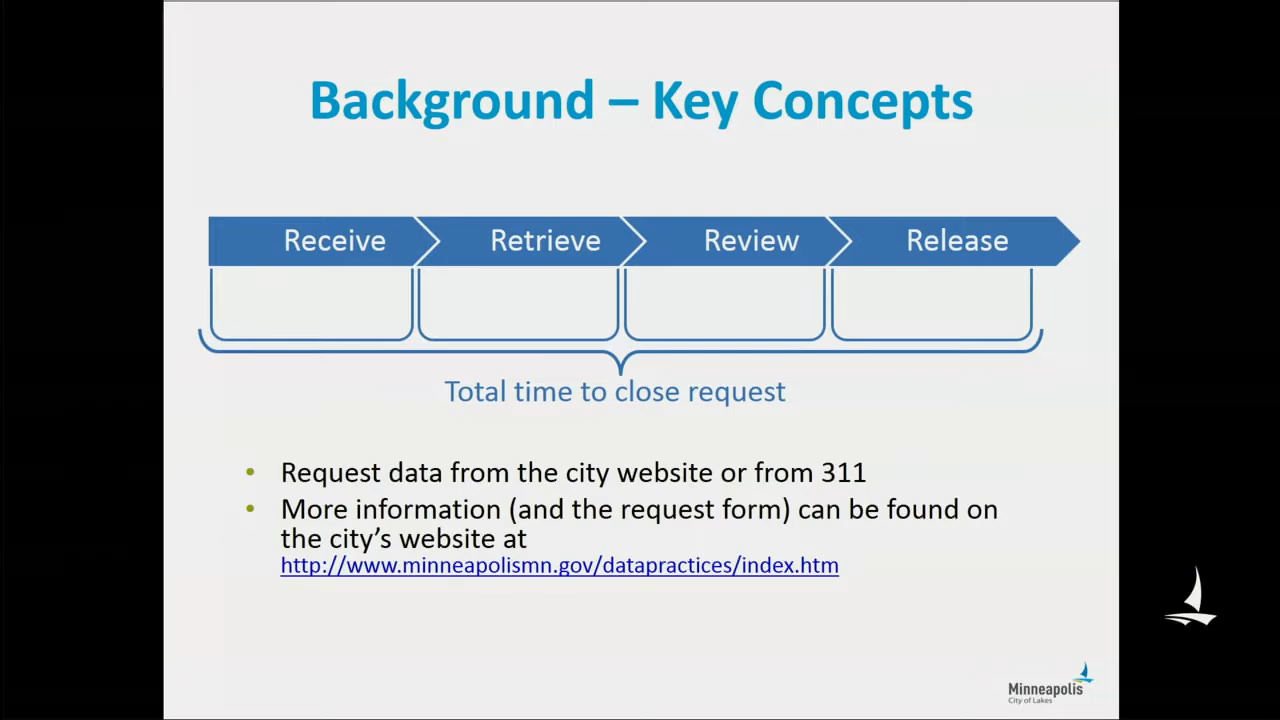 Background – Key Concepts
Receive
Retrieve
Review
Release
Total time to close request
• Request data from the city website or from 311
• More information (and the request form) can be found on
the city’s website at
http://www.minneapolismn.gov/datapractices/index.htm
Minneapolis
City of Lakes